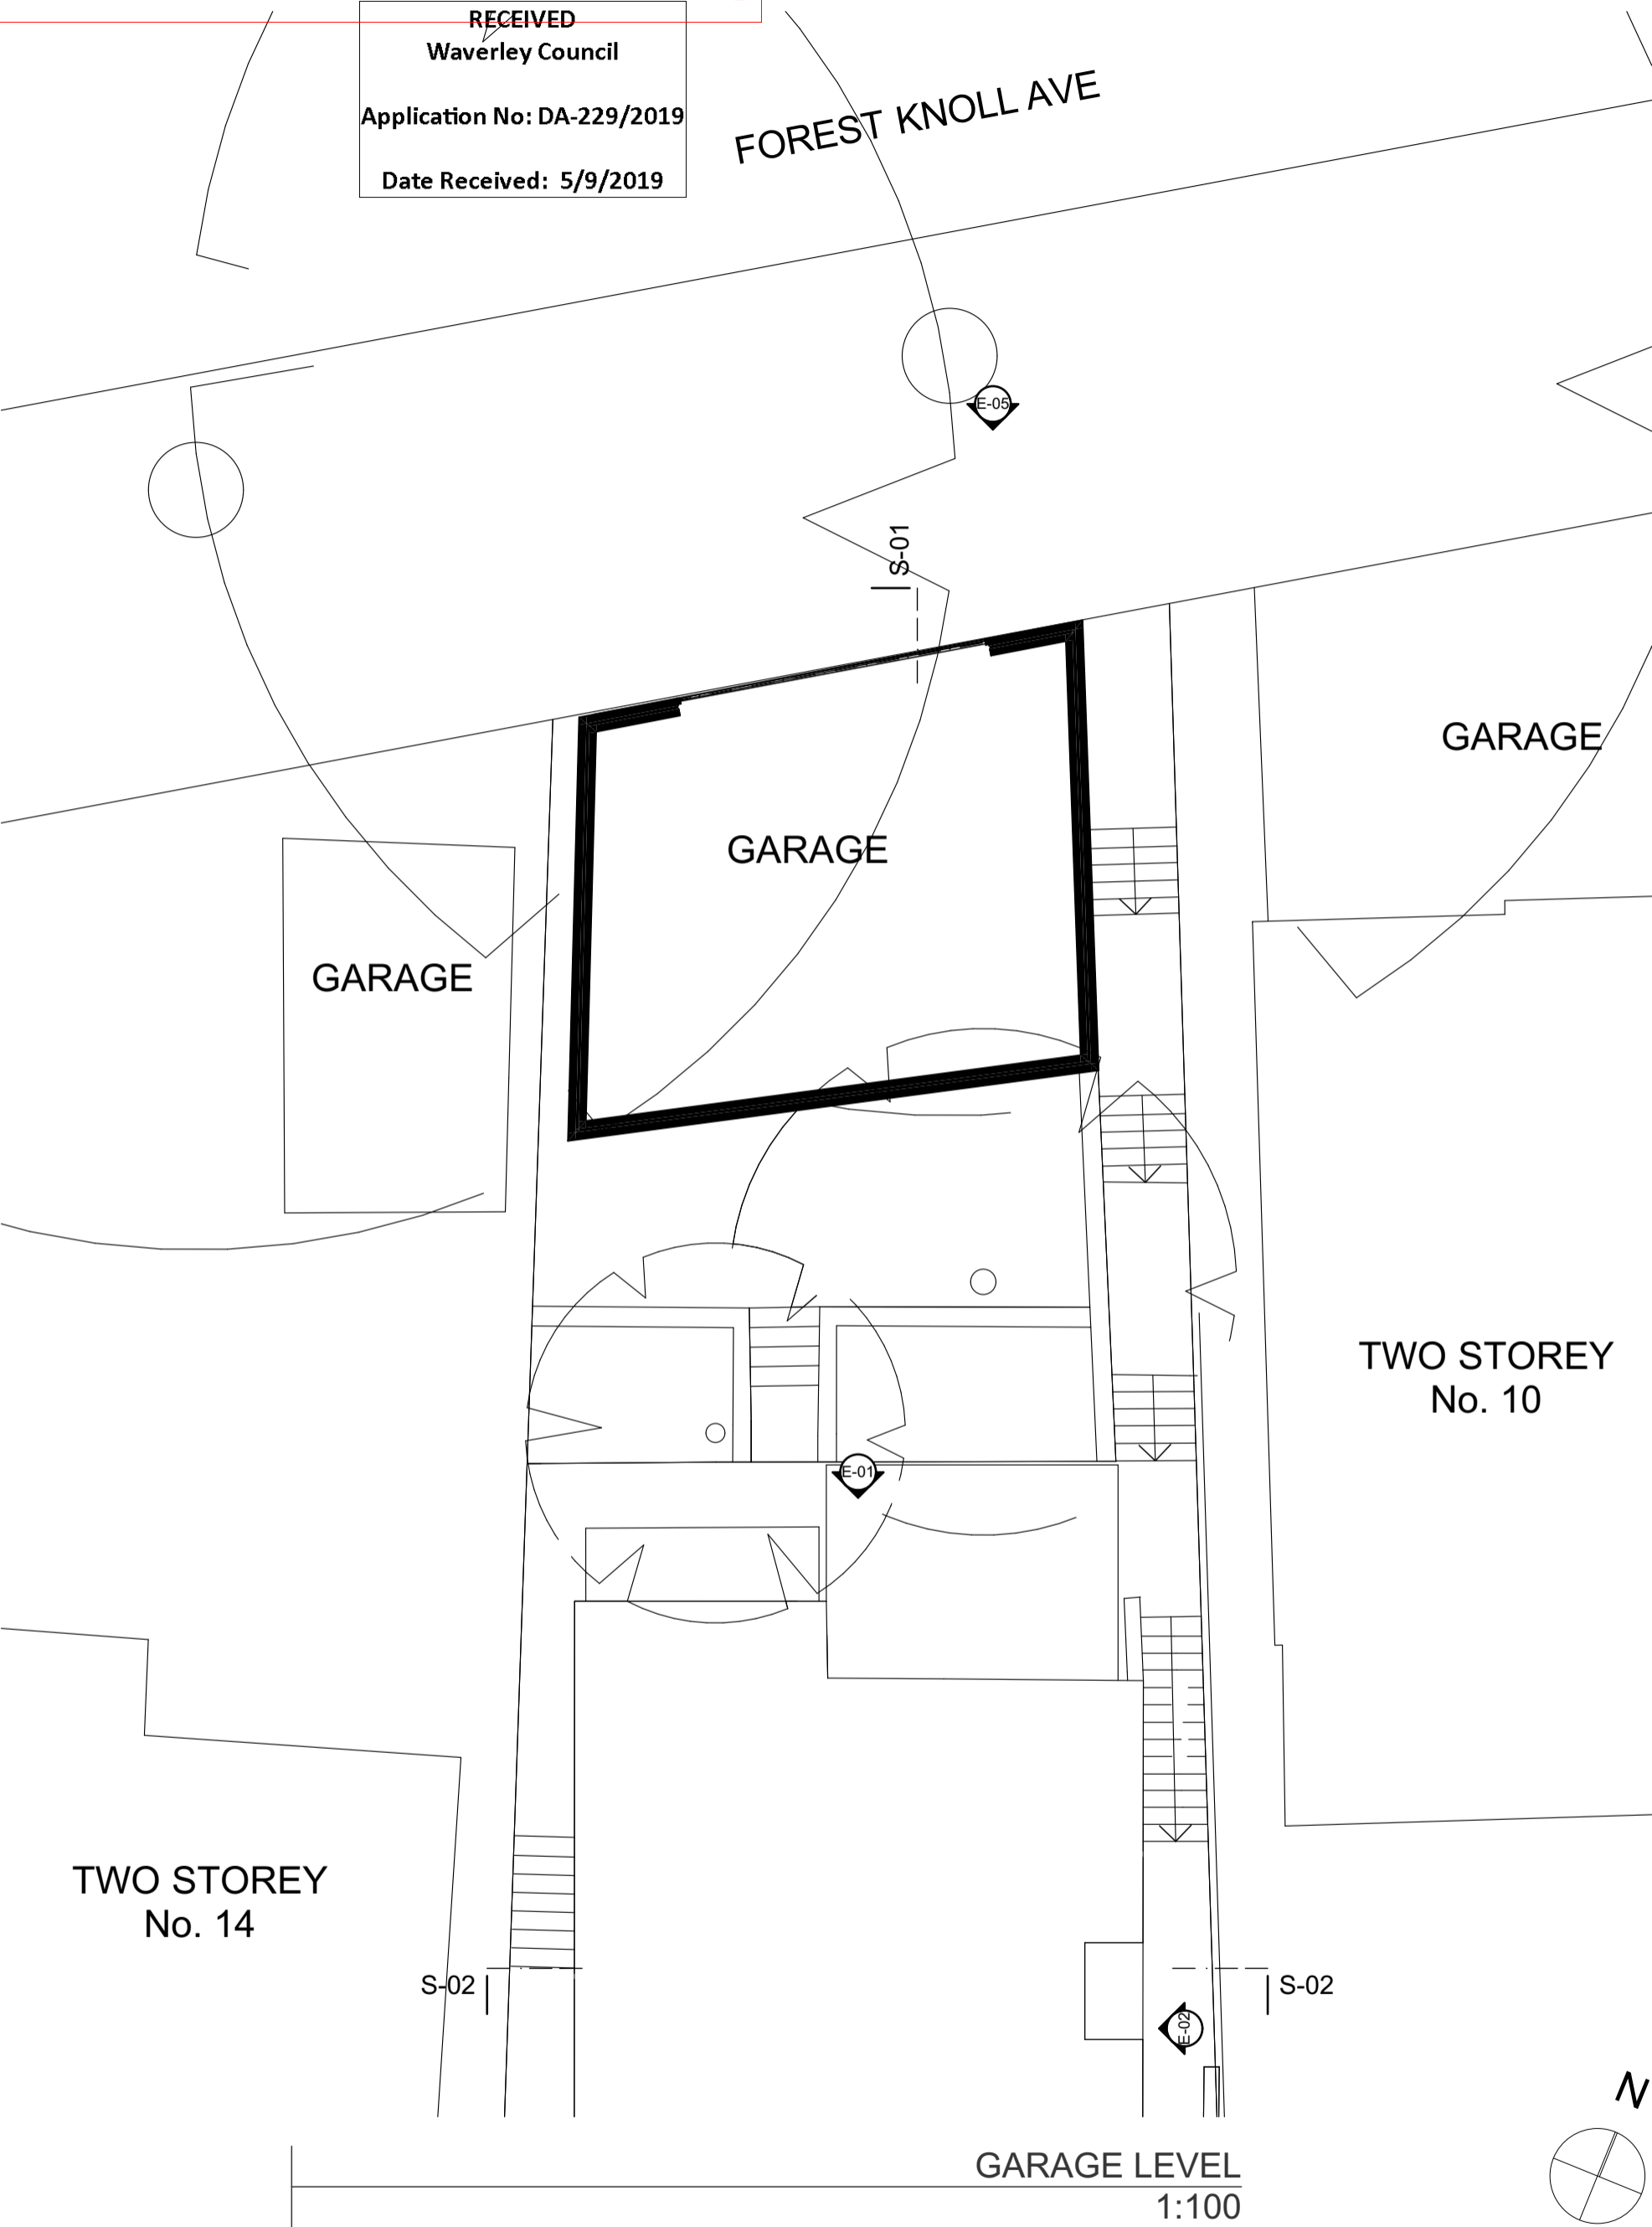 RECEIVED
Waverley Council
Application No: DA-229/2019
Date Received: 5/9/2019
FOREST KNOLL AVE
E-05
S-01
GARAGE
GARAGE
GARAGE
TWO STOREY
No. 10
E-01
TWO STOREY
No. 14
S-02
S-02
E-02
N
GARAGE LEVEL
1:100